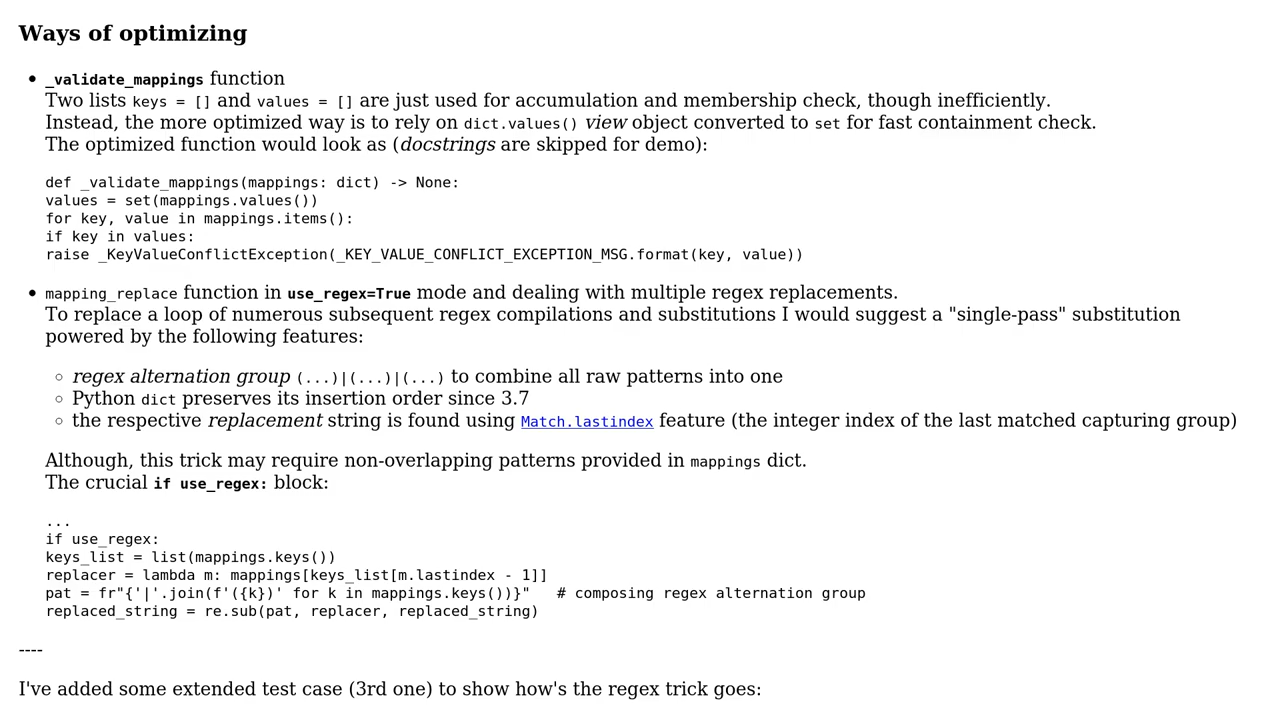 Ways of optimizing
_validate_mappings function
Two lists keys = [] and values = [] are just used for accumulation and membership check, though inefficiently.
Instead, the more optimized way is to rely on dict.values() view object converted to set for fast containment check.
The optimized function would look as (docstrings are skipped for demo):
def _validate_mappings(mappings: dict) -> None:
values = set(mappings.values())
for key, value in mappings.items():
if key in values:
raise _KeyValueConflictException(_KEY_VALUE_CONFLICT_EXCEPTION_MSG.format(key, value))
mapping_replace function in use_regex=True mode and dealing with multiple regex replacements.
To replace a loop of numerous subsequent regex compilations and substitutions I would suggest a "single-pass" substitution
powered by the following features:
regex alternation group (...)|(...)|(...) to combine all raw patterns into one
Python dict preserves its insertion order since 3.7
the respective replacement string is found using Match.lastindex feature (the integer index of the last matched capturing group)
Although, this trick may require non-overlapping patterns provided in mappings dict.
The crucial if use_regex: block:
...
if use_regex:
keys_list = list(mappings.keys())
replacer = lambda m: mappings[keys_list[m.lastindex - 1]]
pat = fr"{'|'.join(f'({k})' for k in mappings.keys())}"   # composing regex alternation group
replaced_string = re.sub(pat, replacer, replaced_string)
----
I've added some extended test case (3rd one) to show how's the regex trick goes: